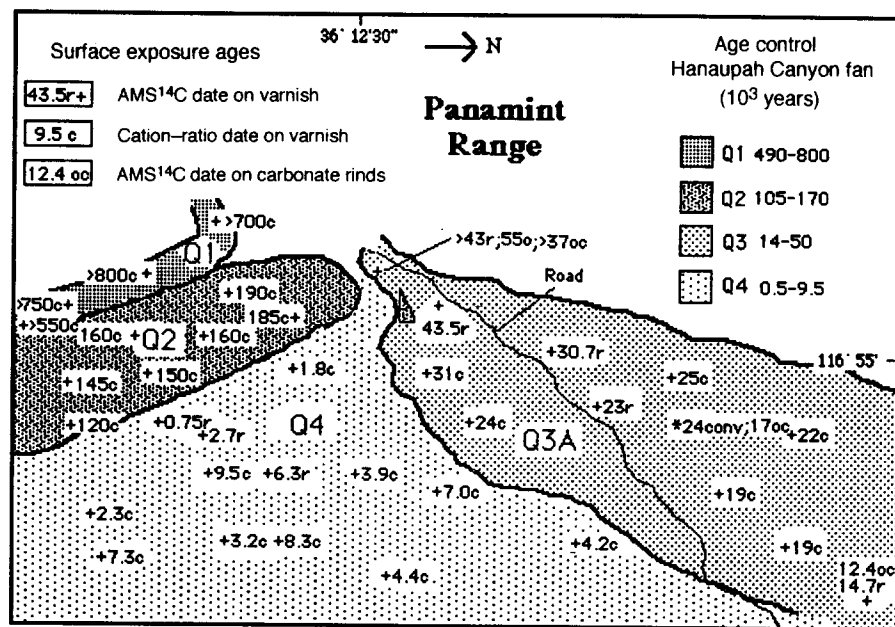 36° 12'30"
N
Surface exposure ages
43.5r+ AMS14C date on varnish
9.5 c Cation-ratio date on varnish
12.4 oc AMS14C date on carbonate rinds
Panamint
Range
Age control
Hanaupah Canyon fan
(10³ years)
Q1 490-800
Q2 105-170
Q3 14-50
Q4 0.5-9.5
+>700c
Q1
>800c+
>750c+
+>550c
+190c
185c+
160c +
Q2
+160c
+145c
+150c
+120c
>43r;55c;>37oc
Road
116° 55'
+
43.5r
+30.7r
+1.8c
+31c
+25c
+0.75r
+2.7r
Q4
+24c
Q3A
+23r
*24conv;17oc
+22c
+9.5c
+6.3r
+3.9c
+7.0c
+19c
+2.3c
+7.3c
+3.2c
+8.3c
+4.2c
+19c
+4.4c
12.4oc
14.7r
+